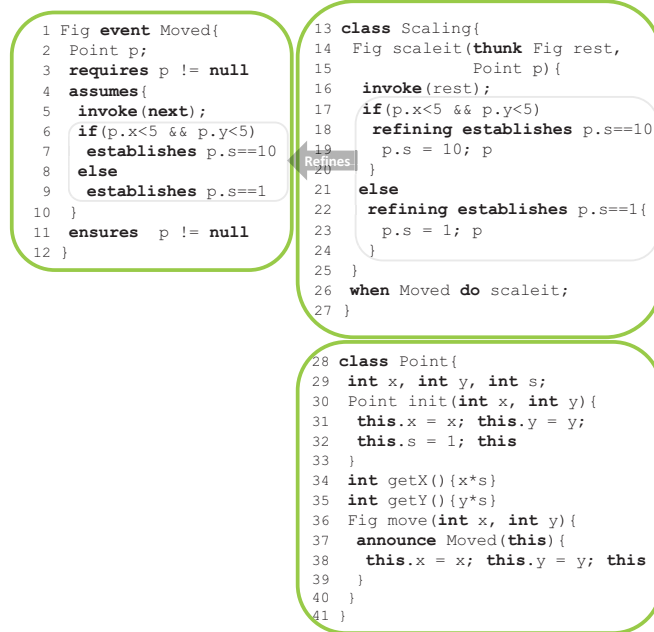 1 Fig event Moved{
2 Point p;
3 requires p != null
4 assumes{
5 invoke(next);
6 if(p.x<5 && p.y<5)
7 establishes p.s==10
8 else
9 establishes p.s==1
10 }
11 ensures p != null
12 }
Refines
13 class Scaling{
14 Fig scaleit(thunk Fig rest,
15 Point p){
16 invoke(rest);
17 if(p.x<5 && p.y<5)
18 refining establishes p.s==10
19 p.s = 10; p
20 }
21 else
22 refining establishes p.s==1{
23 p.s = 1; p
24 }
25 }
26 when Moved do scaleit;
27 }
28 class Point{
29 int x, int y, int s;
30 Point init(int x, int y){
31 this.x = x; this.y = y;
32 this.s = 1; this
33 }
34 int getX(){x*s}
35 int getY(){y*s}
36 Fig move(int x, int y){
37 announce Moved(this){
38 this.x = x; this.y = y; this
39 }
40 }
41 }